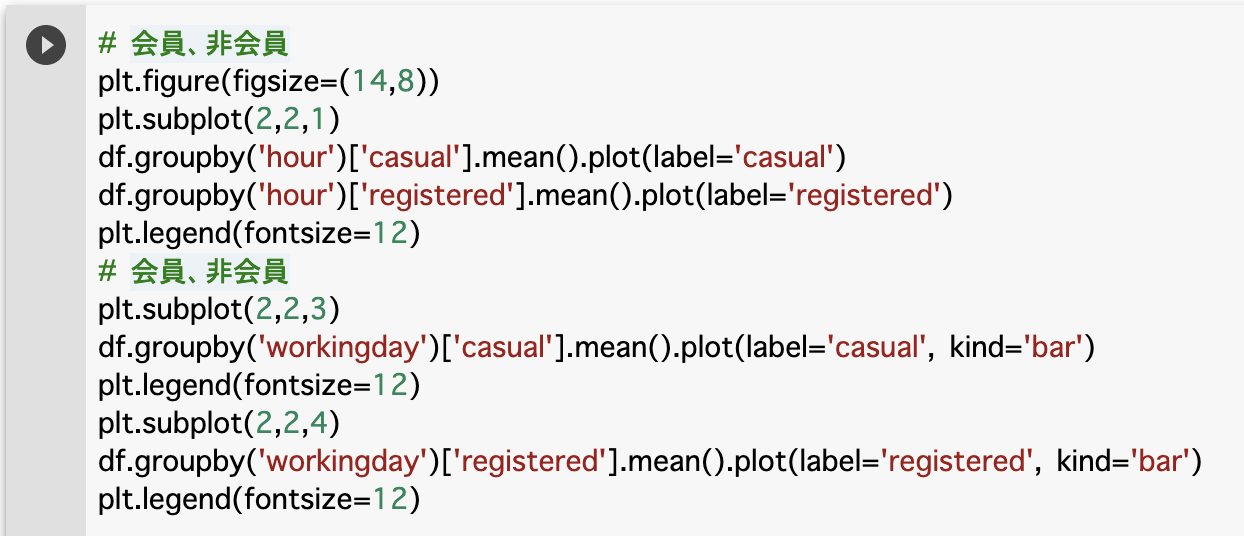 # 会員、非会員
plt.figure(figsize=(14,8))
plt.subplot(2,2,1)
df.groupby('hour')['casual'].mean().plot(label='casual')
df.groupby('hour')['registered'].mean().plot(label='registered')
plt.legend(fontsize=12)
# 会員、非会員
plt.subplot(2,2,3)
df.groupby('workingday')['casual'].mean().plot(label='casual', kind='bar')
plt.legend(fontsize=12)
plt.subplot(2,2,4)
df.groupby('workingday')['registered'].mean().plot(label='registered', kind='bar')
plt.legend(fontsize=12)